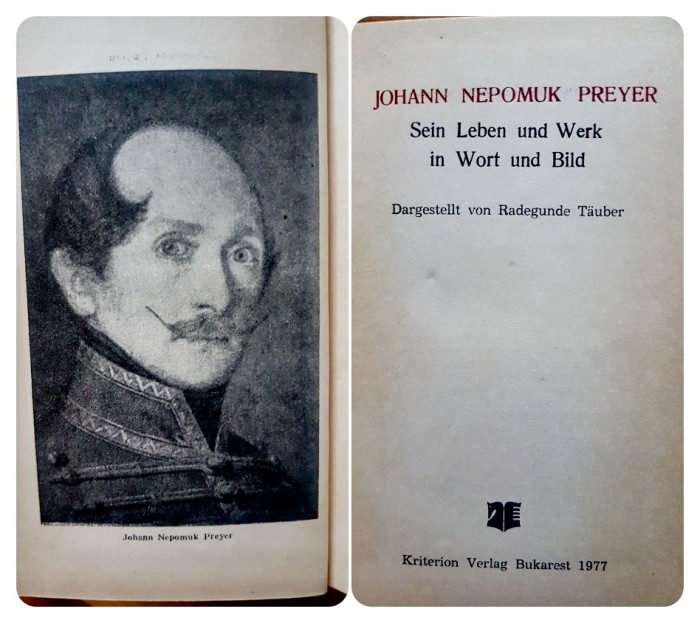 Johann Nepomuk Preyer
JOHANN NEPOMUK PREYER
Sein Leben und Werk
in Wort und Bild
Dargestellt von Radegunde Täuber
Kriterion Verlag Bukarest 1977